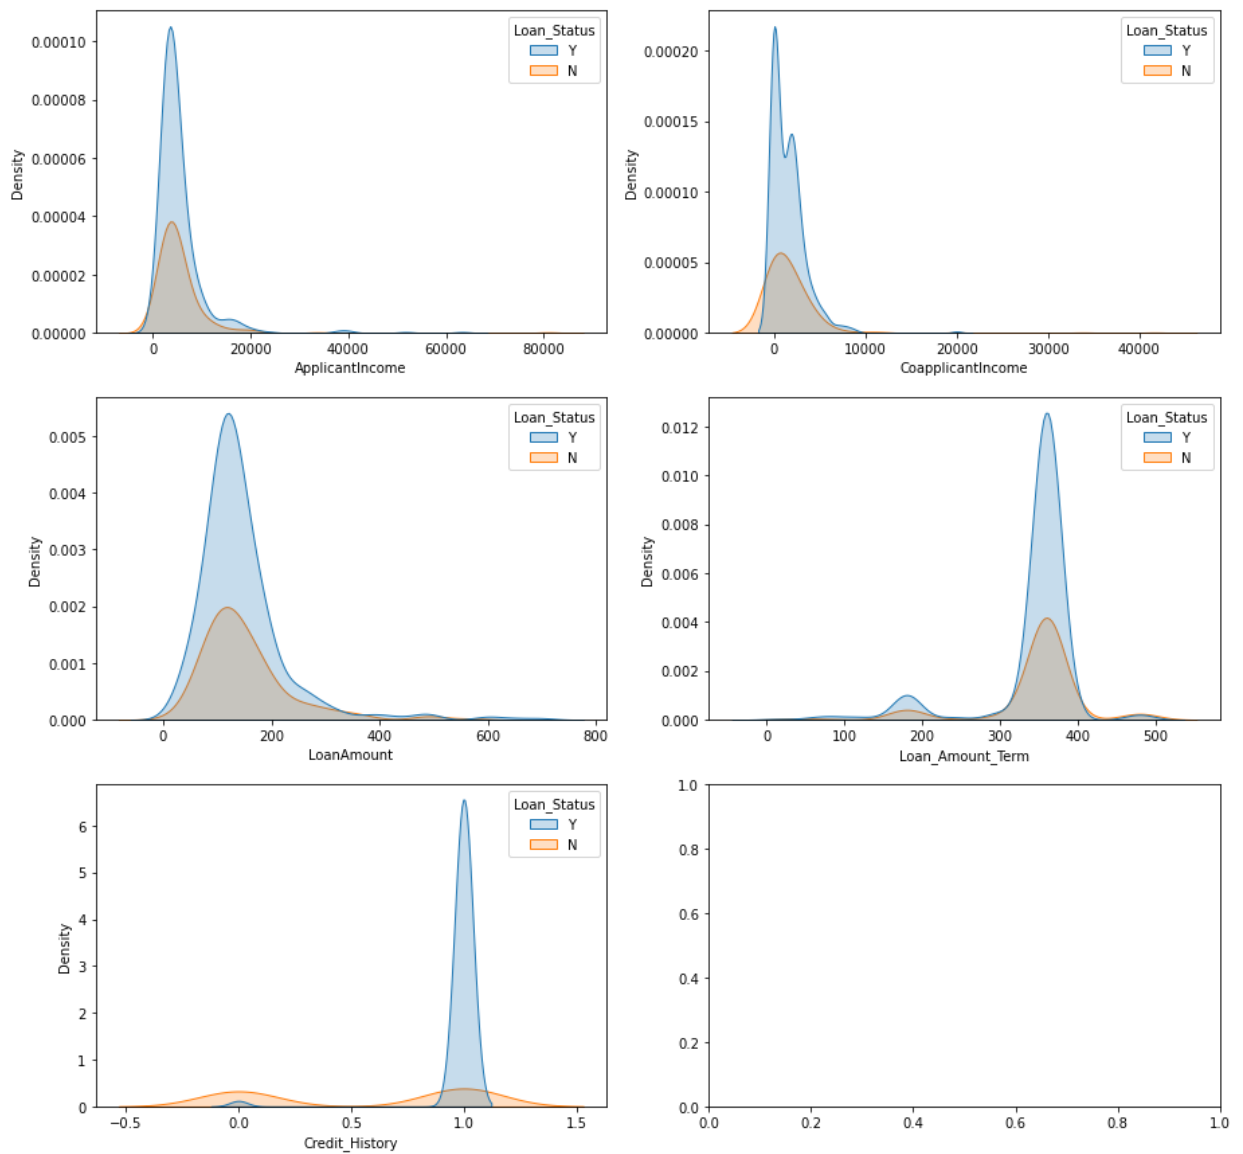 Loan_Status
Y
N
0.00010
0.00008
0.00006
0.00004
0.00002
0.00000
Density
0 20000 40000 60000 80000
ApplicantIncome
Loan_Status
Y
N
0.00020
0.00015
0.00010
0.00005
0.00000
Density
0 10000 20000 30000 40000
CoapplicantIncome
Loan_Status
Y
N
0.005
0.004
0.003
0.002
0.001
0.000
Density
0 200 400 600 800
LoanAmount
Loan_Status
Y
N
0.012
0.010
0.008
0.006
0.004
0.002
0.000
Density
0 100 200 300 400 500
Loan_Amount_Term
Loan_Status
Y
N
6
5
4
3
2
1
0
Density
−0.5 0.0 0.5 1.0 1.5
Credit_History
1.0
0.8
0.6
0.4
0.2
0.0
0.0 0.2 0.4 0.6 0.8 1.0